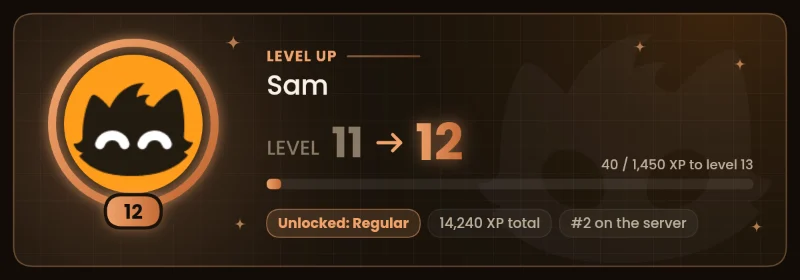 LEVEL UP
Sam
LEVEL 11 → 12
40 / 1,450 XP to level 13
12
Unlocked: Regular
14,240 XP total
#2 on the server